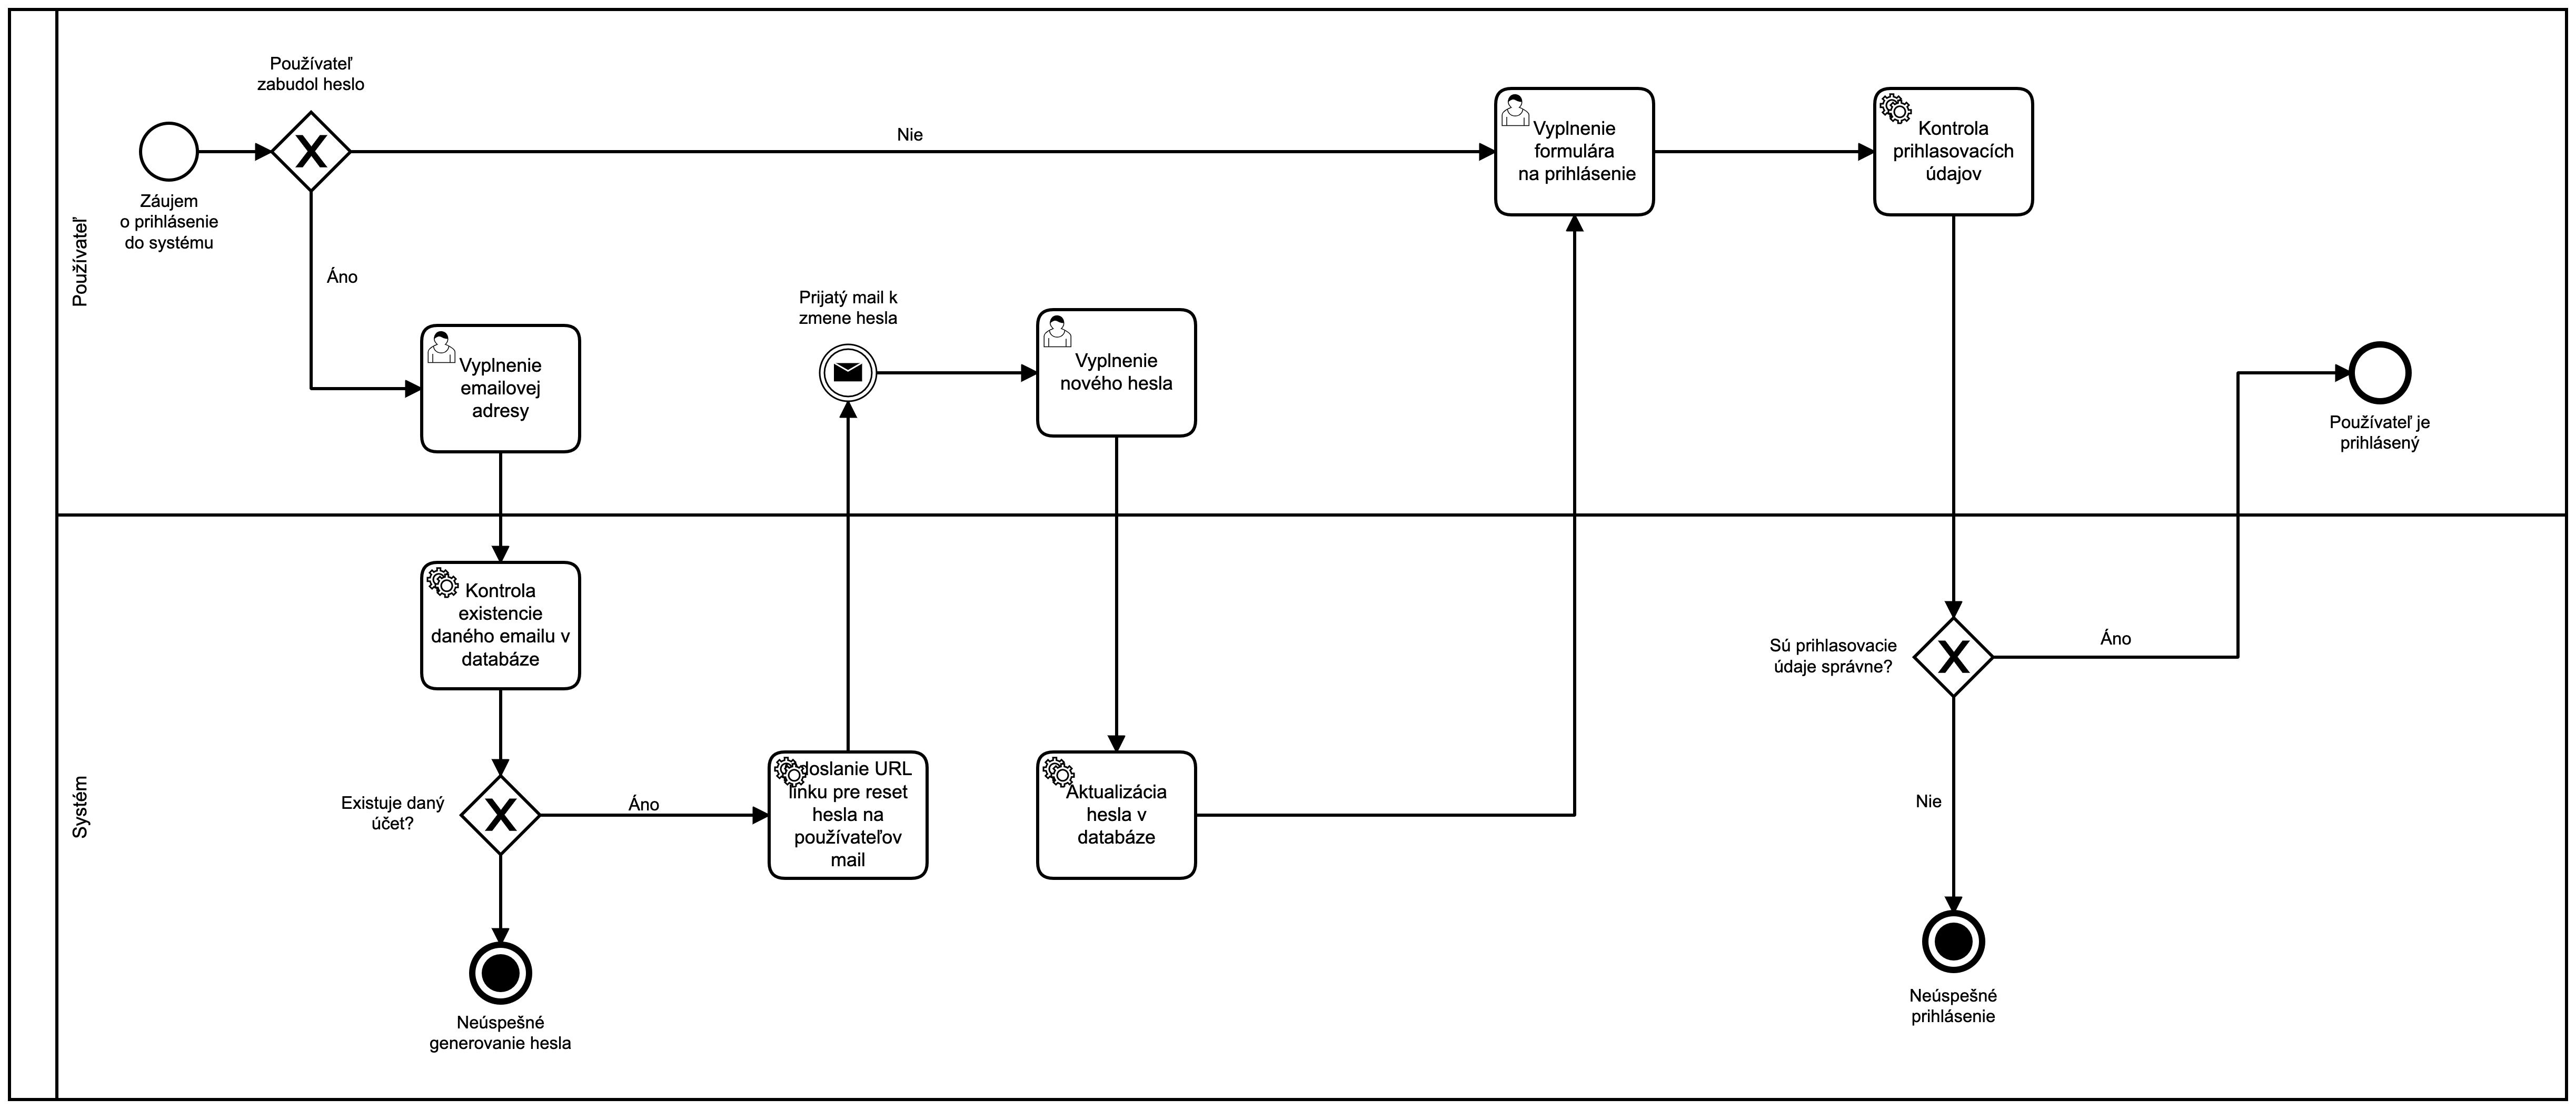 Používateľ
Používateľ
zabudol heslo
Záujem
o prihlásenie
do systému
Nie
Áno
Vyplnenie
formulára
na prihlásenie
Kontrola
prihlasovacích
údajov
Vyplnenie
emailovej
adresy
Prijatý mail k
zmene hesla
Vyplnenie
nového hesla
Používateľ je
prihlásený
Systém
Kontrola
existencie
daného emailu v
databáze
Existuje daný
účet?
Áno
doslanie URL
linku pre reset
hesla na
používateľov
mail
Aktualizácia
hesla v
databáze
Sú prihlasovacie
údaje správne?
Áno
Nie
Neúspešné
generovanie hesla
Neúspešné
prihlásenie